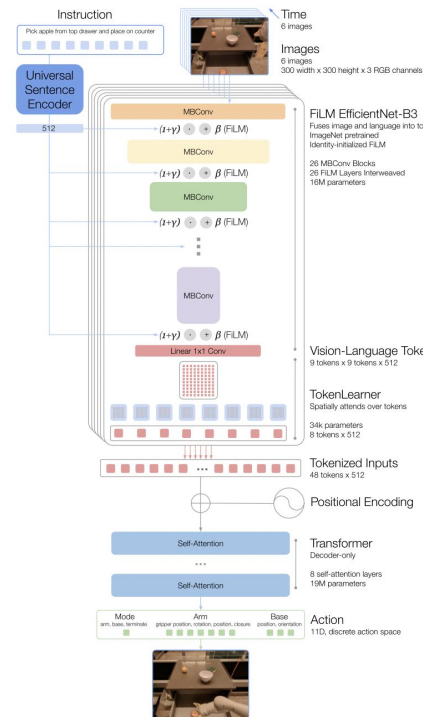 Instruction
Pick apple from top drawer and place on counter
Universal
Sentence
Encoder
512
Time
6 images
Images
6 images
300 width x 300 height x 3 RGB channels
MBConv
(1+γ) · + β (FiLM)
MBConv
(1+γ) · + β (FiLM)
MBConv
(1+γ) · + β (FiLM)
MBConv
(1+γ) · + β (FiLM)
Linear 1x1 Conv
FiLM EfficientNet-B3
Fuses image and language into to
ImageNet pretrained
Identity-initialized FiLM
26 MBConv Blocks
26 FiLM Layers Interweaved
16M parameters
Vision-Language Toke
9 tokens x 9 tokens x 512
TokenLearner
Spatially attends over tokens
34k parameters
8 tokens x 512
Tokenized Inputs
48 tokens x 512
Positional Encoding
Self-Attention
Self-Attention
Transformer
Decoder-only
8 self-attention layers
19M parameters
Mode
arm, base, terminate
Arm
gripper position, rotation, position, closure
Base
position, orientation
Action
11D, discrete action space